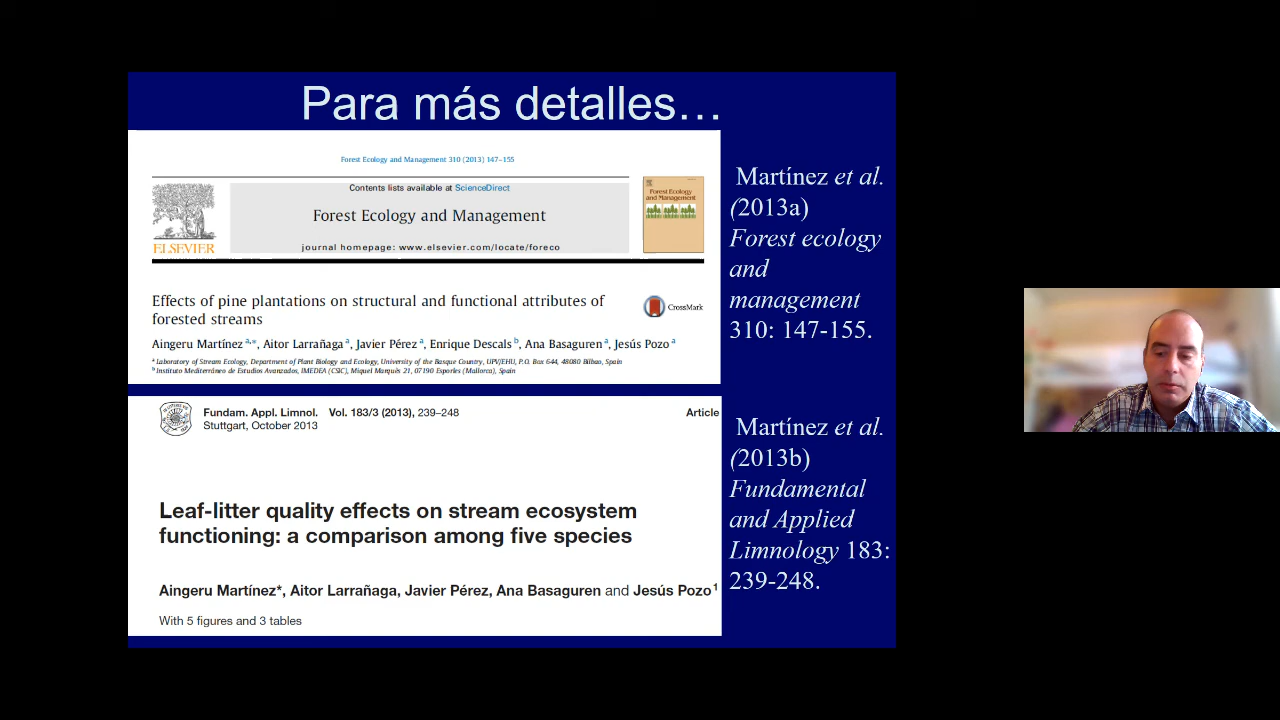 Para más detalles…
Forest Ecology and Management 310 (2013) 147–155
Contents lists available at ScienceDirect
Forest Ecology and Management
journal homepage: www.elsevier.com/locate/foreco
ELSEVIER
Forest Ecology
and Management
Effects of pine plantations on structural and functional attributes of
forested streams
CrossMark
Aingeru Martínez a,*, Aitor Larrañaga a, Javier Pérez a, Enrique Descals b, Ana Basaguren a, Jesús Pozo a
a Laboratory of Stream Ecology, Department of Plant Biology and Ecology, University of the Basque Country, UPV/EHU, P.O. Box 644, 48080 Bilbao, Spain
b Instituto Mediterráneo de Estudios Avanzados, IMEDEA (CSIC), Miquel Marqués 21, 07190 Esporles (Mallorca), Spain
Martínez et al.
(2013a)
Forest ecology
and
management
310: 147-155.
Fundam. Appl. Limnol. Vol. 183/3 (2013), 239–248
Article
Stuttgart, October 2013
Leaf-litter quality effects on stream ecosystem
functioning: a comparison among five species
Aingeru Martínez*, Aitor Larrañaga, Javier Pérez, Ana Basaguren and Jesús Pozo1
With 5 figures and 3 tables
Martínez et al.
(2013b)
Fundamental
and Applied
Limnology 183:
239-248.